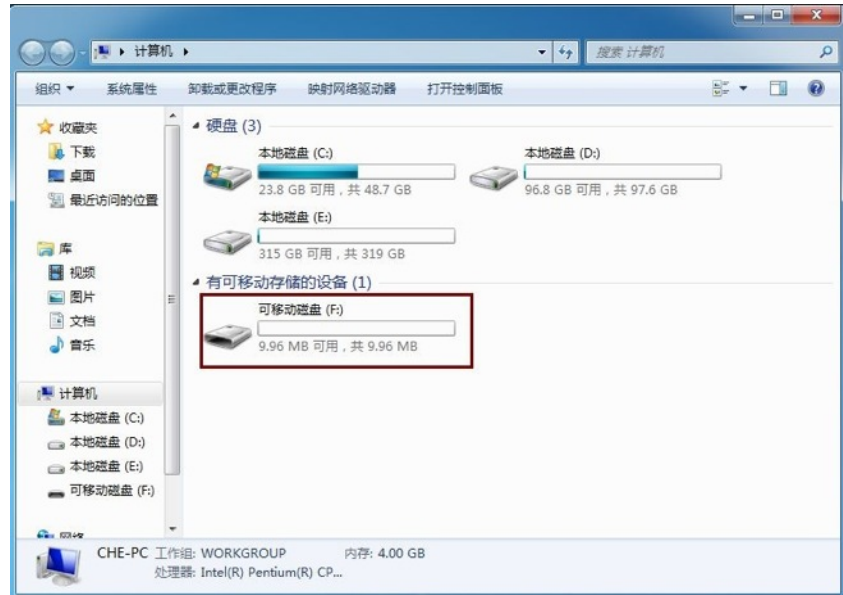 计算机
搜索 计算机
组织 系统属性 卸载或更改程序 映射网络驱动器 打开控制面板
收藏夹
下载
桌面
最近访问的位置
库
视频
图片
文档
音乐
计算机
本地磁盘 (C:)
本地磁盘 (D:)
本地磁盘 (E:)
可移动磁盘 (F:)
网络
硬盘 (3)
本地磁盘 (C:)
23.8 GB 可用，共 48.7 GB
本地磁盘 (D:)
96.8 GB 可用，共 97.6 GB
本地磁盘 (E:)
315 GB 可用，共 319 GB
有可移动存储的设备 (1)
可移动磁盘 (F:)
9.96 MB 可用，共 9.96 MB
CHE-PC 工作组: WORKGROUP 内存: 4.00 GB
处理器: Intel(R) Pentium(R) CP...